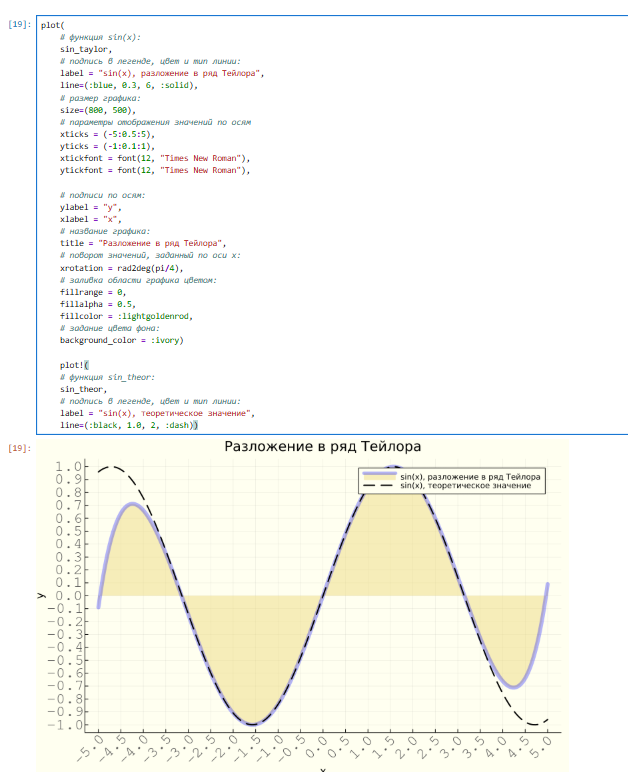 [19]: plot(
# функция sin(x):
sin_taylor,
# подпись в легенде, цвет и тип линии:
label = "sin(x), разложение в ряд Тейлора",
line=(:blue, 0.3, 6, :solid),
# размер графика:
size=(800, 500),
# параметры отображения значений по осям
xticks = (-5:0.5:5),
yticks = (-1:0.1:1),
xtickfont = font(12, "Times New Roman"),
ytickfont = font(12, "Times New Roman"),
# подписи по осям:
ylabel = "y",
xlabel = "x",
# название графика:
title = "Разложение в ряд Тейлора",
# поворот значений, заданный по оси x:
xrotation = rad2deg(pi/4),
# заливка области графика цветом:
fillrange = 0,
fillalpha = 0.5,
fillcolor = :lightgoldenrod,
# задание цвета фона:
background_color = :ivory)
plot!(
# функция sin_theor:
sin_theor,
# подпись в легенде, цвет и тип линии:
label = "sin(x), теоретическое значение",
line=(:black, 1.0, 2, :dash))
[19]:
Разложение в ряд Тейлора
sin(x), разложение в ряд Тейлора
sin(x), теоретическое значение
1.0
0.9
0.8
0.7
0.6
0.5
0.4
0.3
0.2
0.1
0.0
−0.1
−0.2
−0.3
−0.4
−0.5
−0.6
−0.7
−0.8
−0.9
−1.0
y
−5.0 −4.5 −4.0 −3.5 −3.0 −2.5 −2.0 −1.5 −1.0 −0.5 0.0 0.5 1.0 1.5 2.0 2.5 3.0 3.5 4.0 4.5 5.0
x